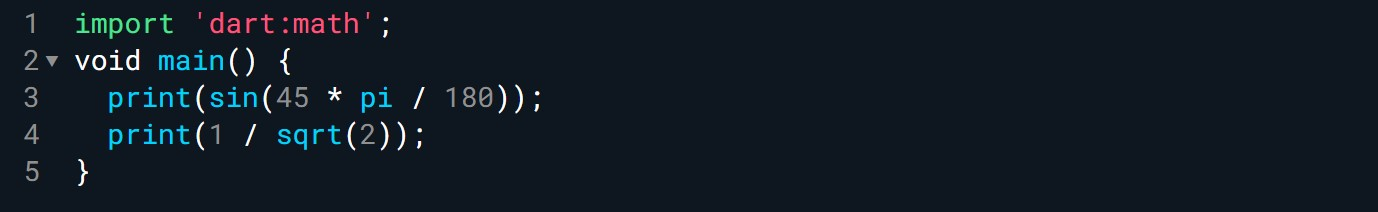 1 import 'dart:math';
2 void main() {
3   print(sin(45 * pi / 180));
4   print(1 / sqrt(2));
5 }